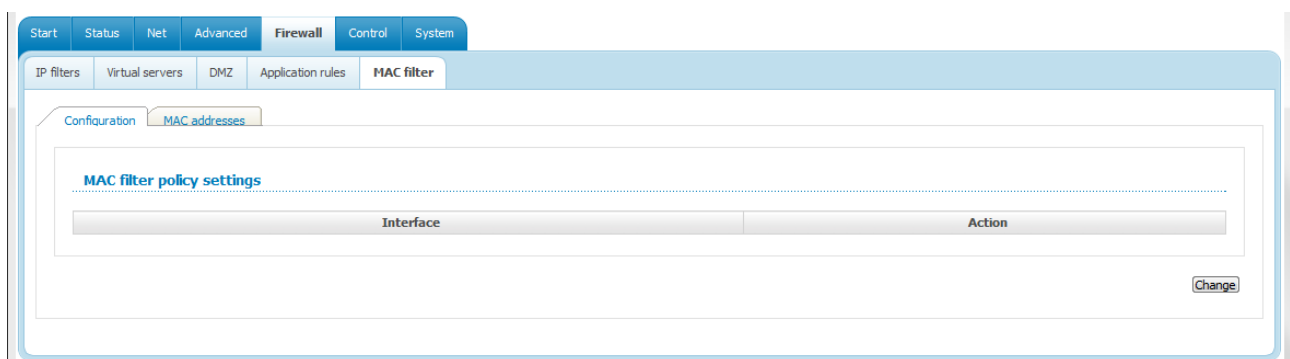 Start Status Net Advanced Firewall Control System
IP filters Virtual servers DMZ Application rules MAC filter
Configuration MAC addresses
MAC filter policy settings
Interface Action
Change